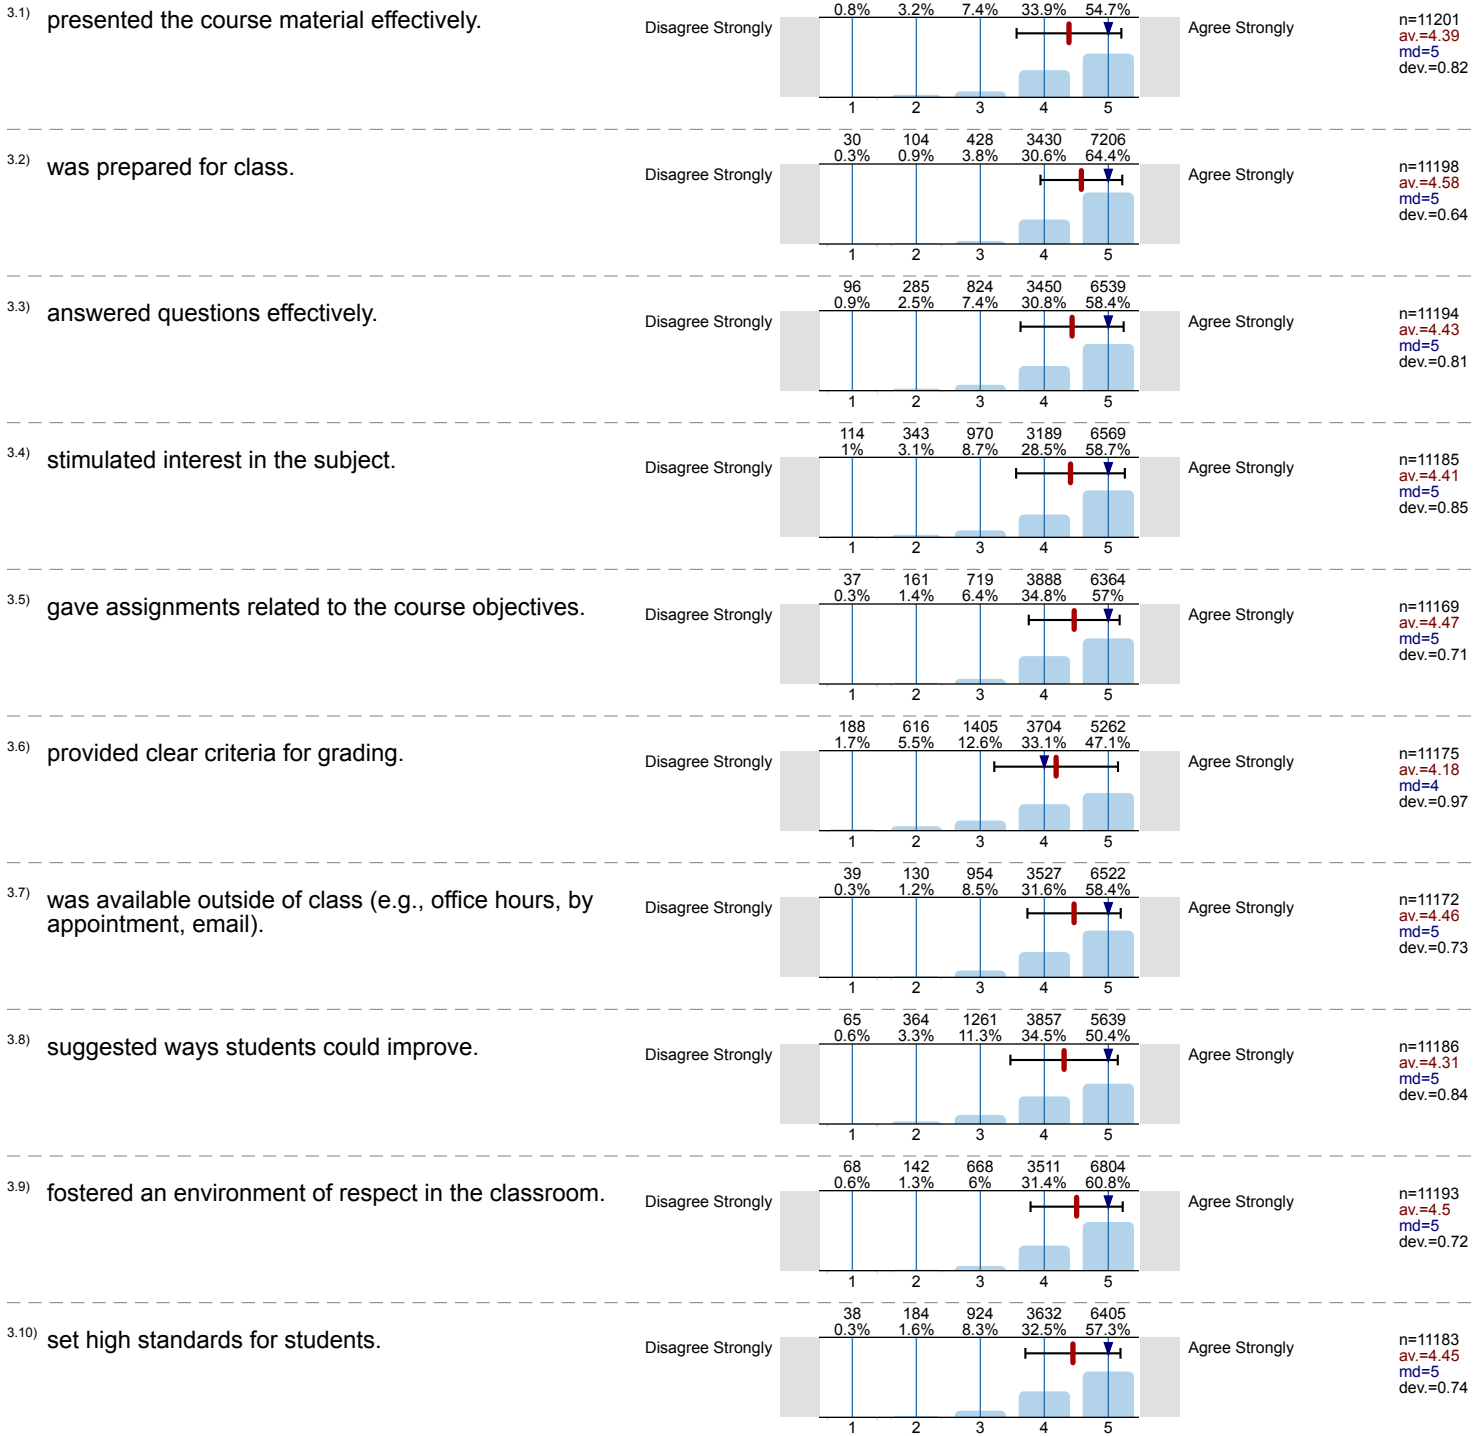 3.1) presented the course material effectively.
Disagree Strongly
0.8% 3.2% 7.4% 33.9% 54.7%
1 2 3 4 5
Agree Strongly
n=11201
av.=4.39
md=5
dev.=0.82
3.2) was prepared for class.
Disagree Strongly
30 104 428 3430 7206
0.3% 0.9% 3.8% 30.6% 64.4%
1 2 3 4 5
Agree Strongly
n=11198
av.=4.58
md=5
dev.=0.64
3.3) answered questions effectively.
Disagree Strongly
96 285 824 3450 6539
0.9% 2.5% 7.4% 30.8% 58.4%
1 2 3 4 5
Agree Strongly
n=11194
av.=4.43
md=5
dev.=0.81
3.4) stimulated interest in the subject.
Disagree Strongly
114 343 970 3189 6569
1% 3.1% 8.7% 28.5% 58.7%
1 2 3 4 5
Agree Strongly
n=11185
av.=4.41
md=5
dev.=0.85
3.5) gave assignments related to the course objectives.
Disagree Strongly
37 161 719 3888 6364
0.3% 1.4% 6.4% 34.8% 57%
1 2 3 4 5
Agree Strongly
n=11169
av.=4.47
md=5
dev.=0.71
3.6) provided clear criteria for grading.
Disagree Strongly
188 616 1405 3704 5262
1.7% 5.5% 12.6% 33.1% 47.1%
1 2 3 4 5
Agree Strongly
n=11175
av.=4.18
md=4
dev.=0.97
3.7) was available outside of class (e.g., office hours, by
appointment, email).
Disagree Strongly
39 130 954 3527 6522
0.3% 1.2% 8.5% 31.6% 58.4%
1 2 3 4 5
Agree Strongly
n=11172
av.=4.46
md=5
dev.=0.73
3.8) suggested ways students could improve.
Disagree Strongly
65 364 1261 3857 5639
0.6% 3.3% 11.3% 34.5% 50.4%
1 2 3 4 5
Agree Strongly
n=11186
av.=4.31
md=5
dev.=0.84
3.9) fostered an environment of respect in the classroom.
Disagree Strongly
68 142 668 3511 6804
0.6% 1.3% 6% 31.4% 60.8%
1 2 3 4 5
Agree Strongly
n=11193
av.=4.5
md=5
dev.=0.72
3.10) set high standards for students.
Disagree Strongly
38 184 924 3632 6405
0.3% 1.6% 8.3% 32.5% 57.3%
1 2 3 4 5
Agree Strongly
n=11183
av.=4.45
md=5
dev.=0.74